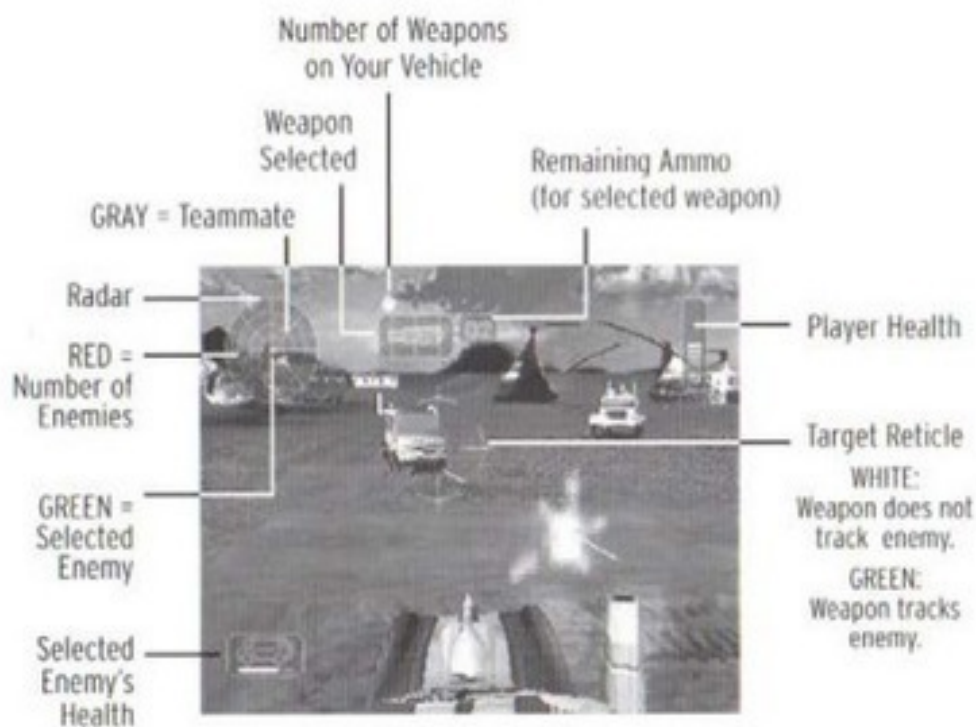 Number of Weapons
on Your Vehicle
Weapon
Selected
Remaining Ammo
(for selected weapon)
GRAY = Teammate
Radar
RED =
Number of
Enemies
GREEN =
Selected
Enemy
Selected
Enemy's
Health
Player Health
Target Reticle
WHITE:
Weapon does not
track enemy.
GREEN:
Weapon tracks
enemy.